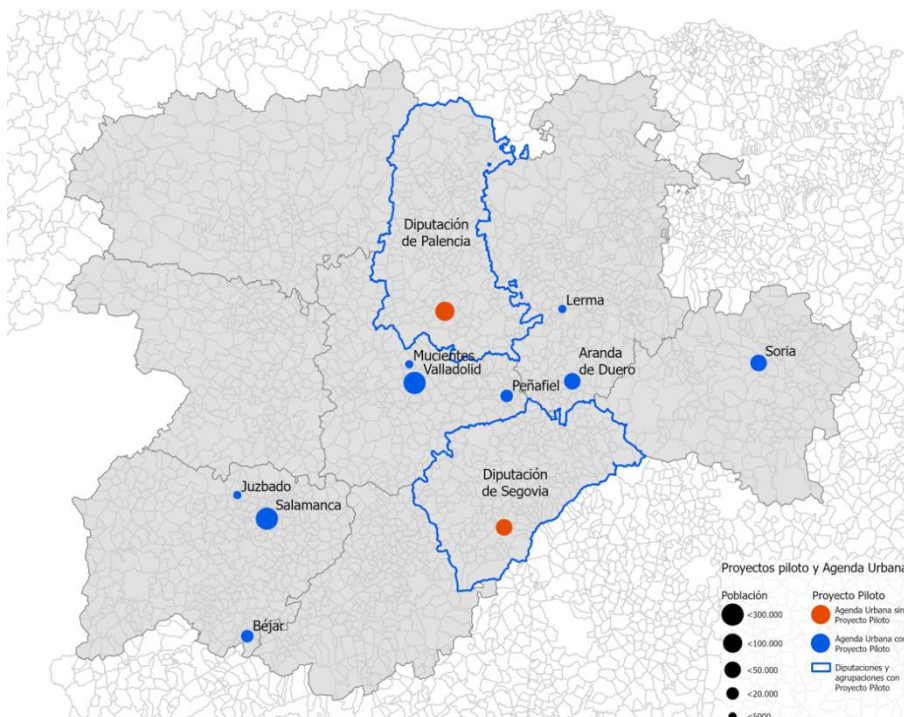 Diputación
de Palencia
Lerma
Mucientes
Valladolid
Aranda
de Duero
Soria
Peñafiel
Diputación
de Segovia
Juzbado
Salamanca
Béjar
Proyectos piloto y Agenda Urbana
Población
<300.000
<100.000
<50.000
<20.000
<5000
Proyecto Piloto
Agenda Urbana sin
Proyecto Piloto
Agenda Urbana con
Proyecto Piloto
Diputaciones y
agrupaciones con
Proyecto Piloto